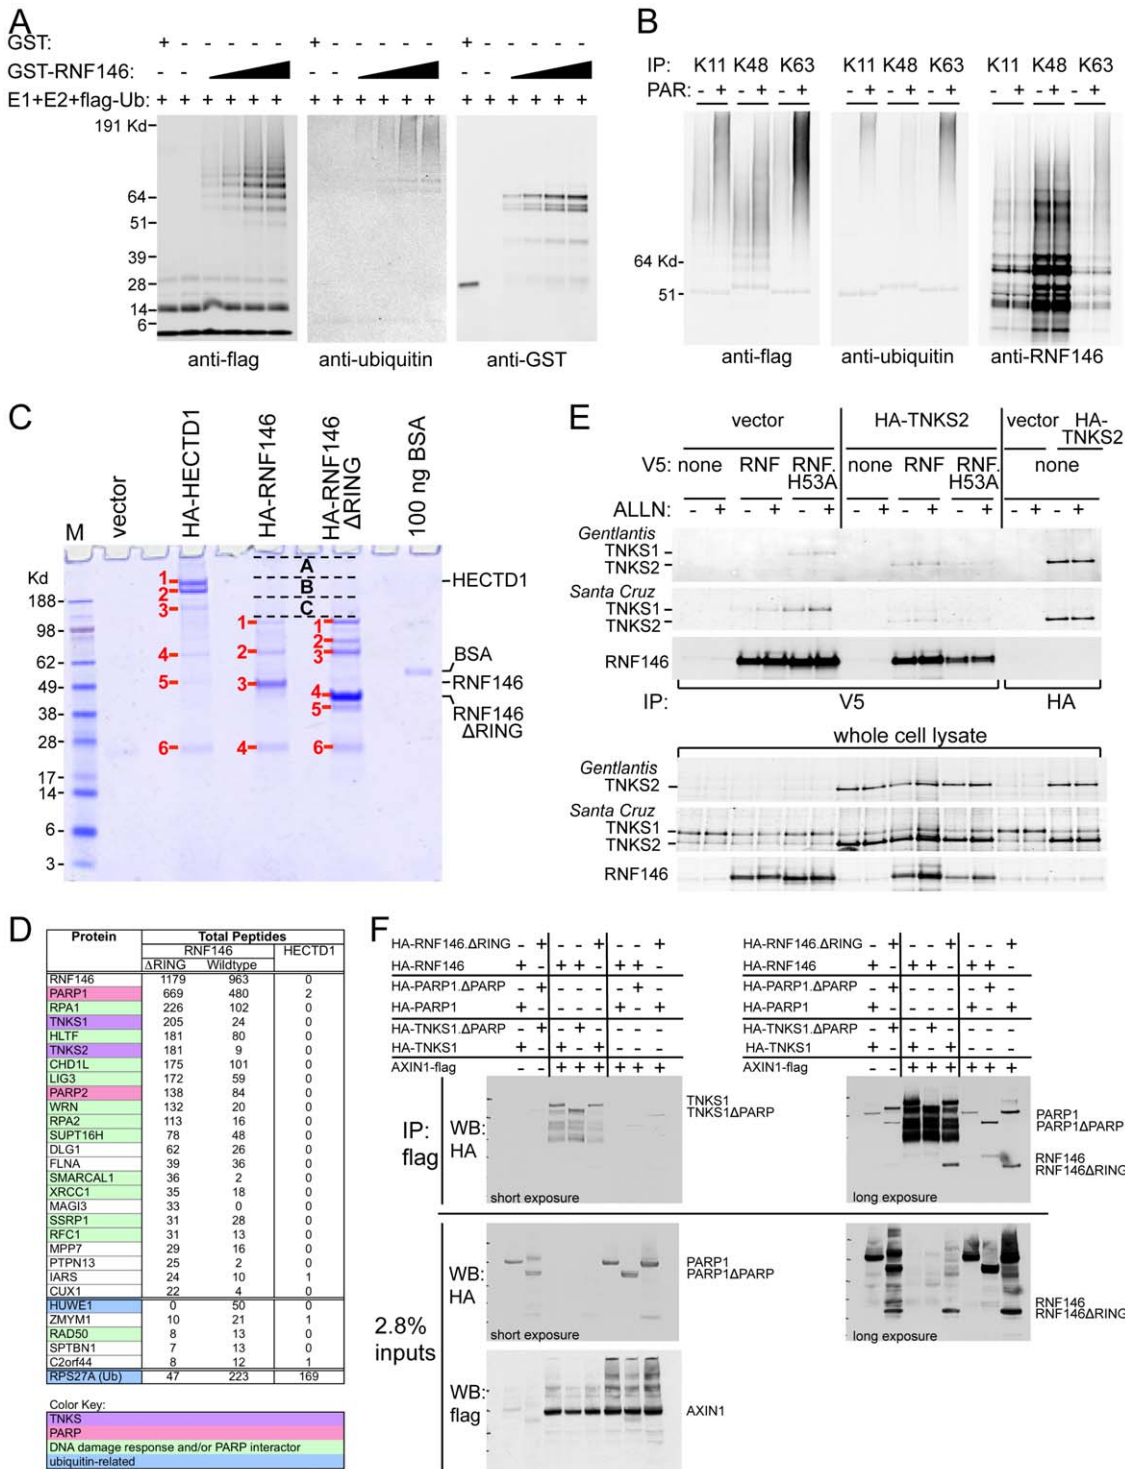 A
GST: + - - - - - + - - - - - + - - - - -
GST-RNF146: - - - - - -
E1+E2+flag-Ub: + + + + + + + + + + + + + + + + + +
191 Kd
64
51
39
28
14
6
anti-flag anti-ubiquitin anti-GST
B
IP: K11 K48 K63 K11 K48 K63 K11 K48 K63
PAR: - + - + - + - + - + - + - + - + - +
64 Kd
51
anti-flag anti-ubiquitin anti-RNF146
C
M vector HA-HECTD1 HA-RNF146 HA-RNF146 ΔRING 100 ng BSA
Kd
188
98
62
49
38
28
17
14
6
3
1
2
3
4
5
6
1
2
3
4
1
2
3
4
5
6
A
B
C
HECTD1
BSA
RNF146
RNF146
ΔRING
D
Protein Total Peptides
RNF146 HECTD1
ΔRING Wildtype
RNF146 1179 963 0
PARP1 669 480 2
RPA1 226 102 0
TNKS1 205 24 0
HLTF 181 80 0
TNKS2 181 9 0
CHD1L 175 101 0
LIG3 172 59 0
PARP2 138 84 0
WRN 132 20 0
RPA2 113 16 0
SUPT16H 78 48 0
DLG1 62 26 0
FLNA 39 36 0
SMARCAL1 36 2 0
XRCC1 35 18 0
MAGI3 33 0 0
SSRP1 31 28 0
RFC1 31 13 0
MPP7 29 16 0
PTPN13 25 2 0
IARS 24 10 1
CUX1 22 4 0
HUWE1 0 50 0
ZMYM1 10 21 1
RAD50 8 13 0
SPTBN1 7 13 0
C2orf44 8 12 1
RPS27A (Ub) 47 223 169
Color Key:
TNKS
PARP
DNA damage response and/or PARP interactor
ubiquitin-related
E
vector HA-TNKS2 vector HA-TNKS2
V5: none RNF RNF.H53A none RNF RNF.H53A none
ALLN: - + - + - + - + - + - + - + - +
Gentlantis
TNKS1
TNKS2
Santa Cruz
TNKS1
TNKS2
RNF146
IP: V5 HA
whole cell lysate
Gentlantis
TNKS2
Santa Cruz
TNKS1
TNKS2
RNF146
F
HA-RNF146.ΔRING - + - - + - - +
HA-RNF146 + - + + - + + -
HA-PARP1.ΔPARP
HA-PARP1
HA-TNKS1.ΔPARP
HA-TNKS1
AXIN1-flag - - + + + + + +
HA-RNF146.ΔRING - + - - + - - +
HA-RNF146 + - + + - + + -
HA-PARP1.ΔPARP
HA-PARP1
HA-TNKS1.ΔPARP
HA-TNKS1
AXIN1-flag - - + + + + + +
IP:
flag
WB:
HA
short exposure
TNKS1
TNKS1ΔPARP
long exposure
PARP1
PARP1ΔPARP
RNF146
RNF146ΔRING
2.8%
inputs
WB:
HA
short exposure
PARP1
PARP1ΔPARP
long exposure
RNF146
RNF146ΔRING
WB:
flag
AXIN1